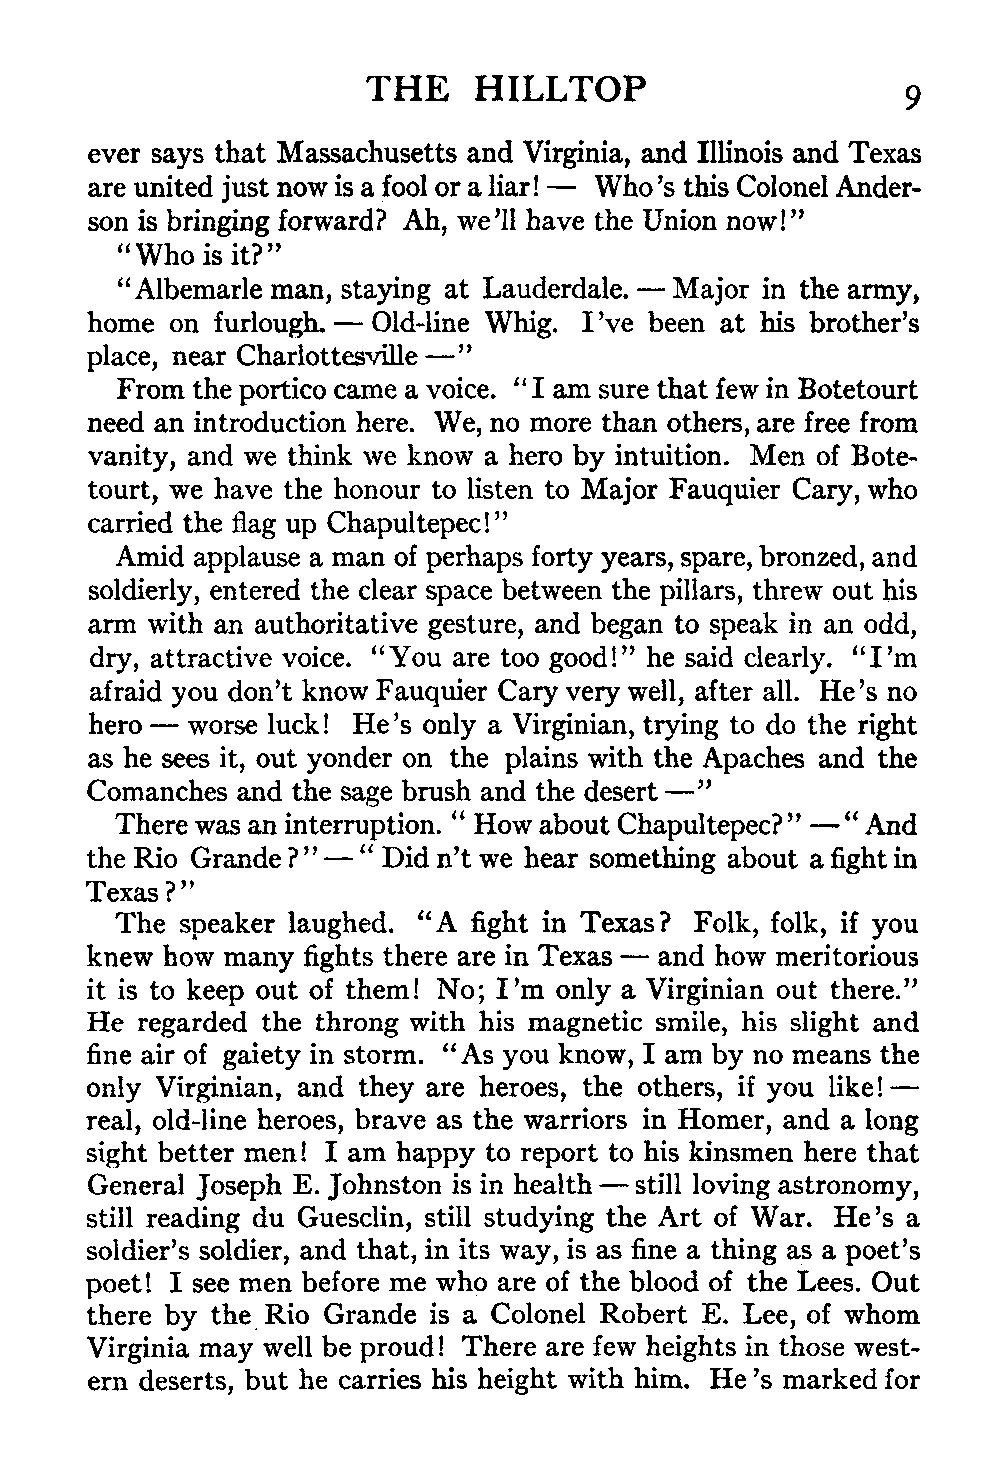 THE HILLTOP 9
ever says that Massachusetts and Virginia, and Illinois and Texas
are united just now is a fool or a liar! — Who's this Colonel Ander-
son is bringing forward? Ah, we'll have the Union now!"
"Who is it?"
"Albemarle man, staying at Lauderdale. — Major in the army,
home on furlough. — Old-line Whig. I've been at his brother's
place, near Charlottesville —"
From the portico came a voice. "I am sure that few in Botetourt
need an introduction here. We, no more than others, are free from
vanity, and we think we know a hero by intuition. Men of Bote-
tourt, we have the honour to listen to Major Fauquier Cary, who
carried the flag up Chapultepec!"
Amid applause a man of perhaps forty years, spare, bronzed, and
soldierly, entered the clear space between the pillars, threw out his
arm with an authoritative gesture, and began to speak in an odd,
dry, attractive voice. "You are too good!" he said clearly. "I'm
afraid you don't know Fauquier Cary very well, after all. He's no
hero — worse luck! He's only a Virginian, trying to do the right
as he sees it, out yonder on the plains with the Apaches and the
Comanches and the sage brush and the desert —"
There was an interruption. "How about Chapultepec?" — "And
the Rio Grande?" — "Did n't we hear something about a fight in
Texas?"
The speaker laughed. "A fight in Texas? Folk, folk, if you
knew how many fights there are in Texas — and how meritorious
it is to keep out of them! No; I'm only a Virginian out there."
He regarded the throng with his magnetic smile, his slight and
fine air of gaiety in storm. "As you know, I am by no means the
only Virginian, and they are heroes, the others, if you like! —
real, old-line heroes, brave as the warriors in Homer, and a long
sight better men! I am happy to report to his kinsmen here that
General Joseph E. Johnston is in health — still loving astronomy,
still reading du Guesclin, still studying the Art of War. He's a
soldier's soldier, and that, in its way, is as fine a thing as a poet's
poet! I see men before me who are of the blood of the Lees. Out
there by the Rio Grande is a Colonel Robert E. Lee, of whom
Virginia may well be proud! There are few heights in those west-
ern deserts, but he carries his height with him. He's marked for